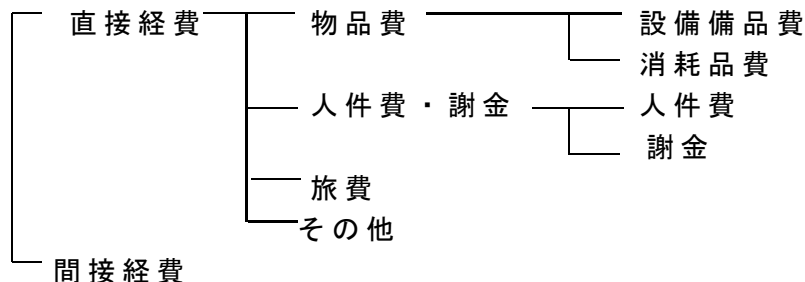 直接経費 物品費 設備備品費
消耗品費
人件費・謝金 人件費
謝金
旅費
その他
間接経費